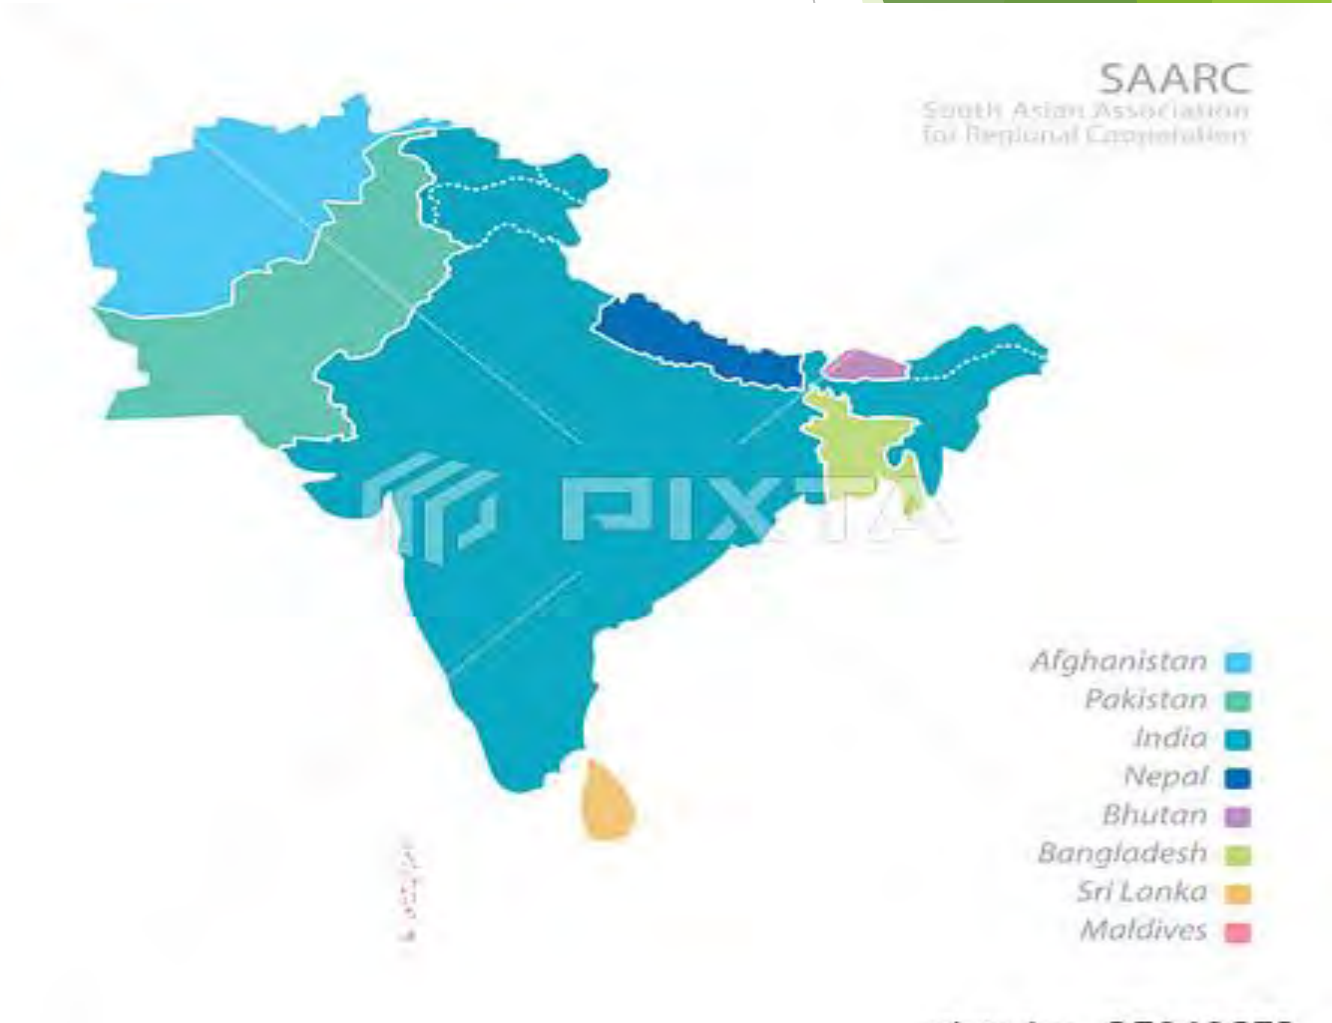 SAARC
South Asian Association
for Regional Cooperation
PIXTA
Afghanistan
Pakistan
India
Nepal
Bhutan
Bangladesh
Sri Lanka
Maldives